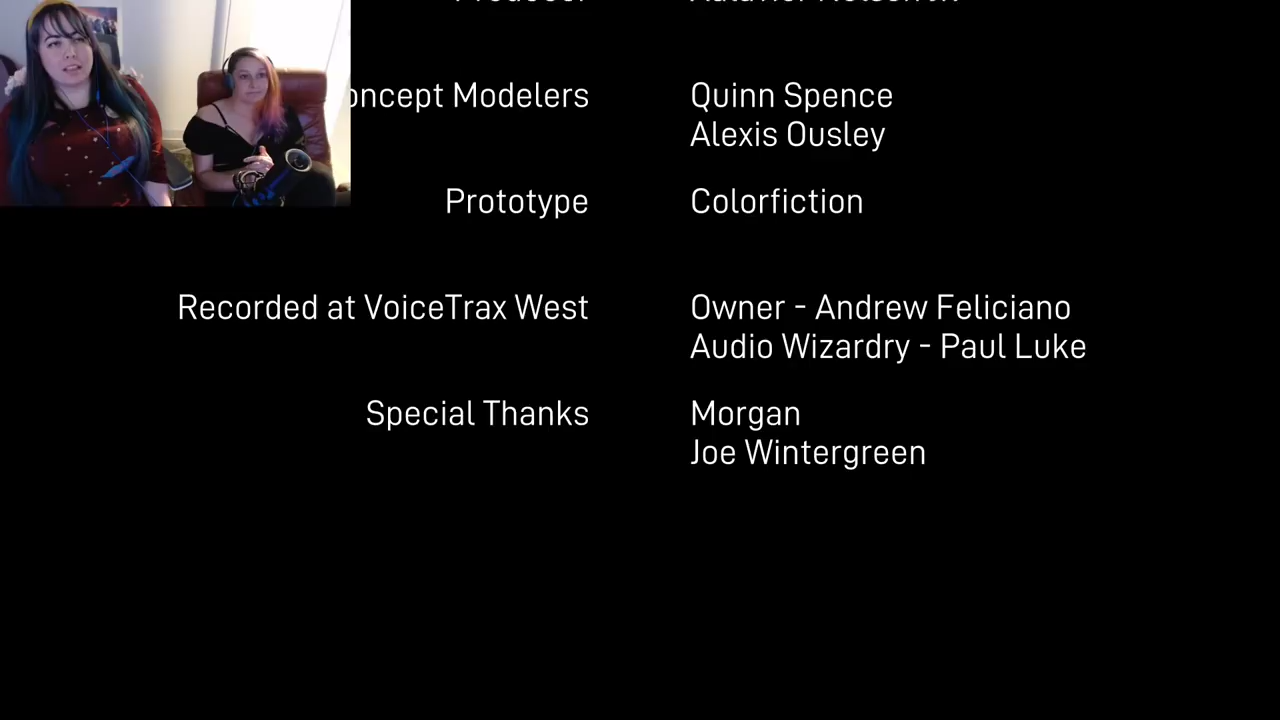 oncept Modelers Quinn Spence
Alexis Ousley
Prototype Colorfiction
Recorded at VoiceTrax West Owner - Andrew Feliciano
Audio Wizardry - Paul Luke
Special Thanks Morgan
Joe Wintergreen